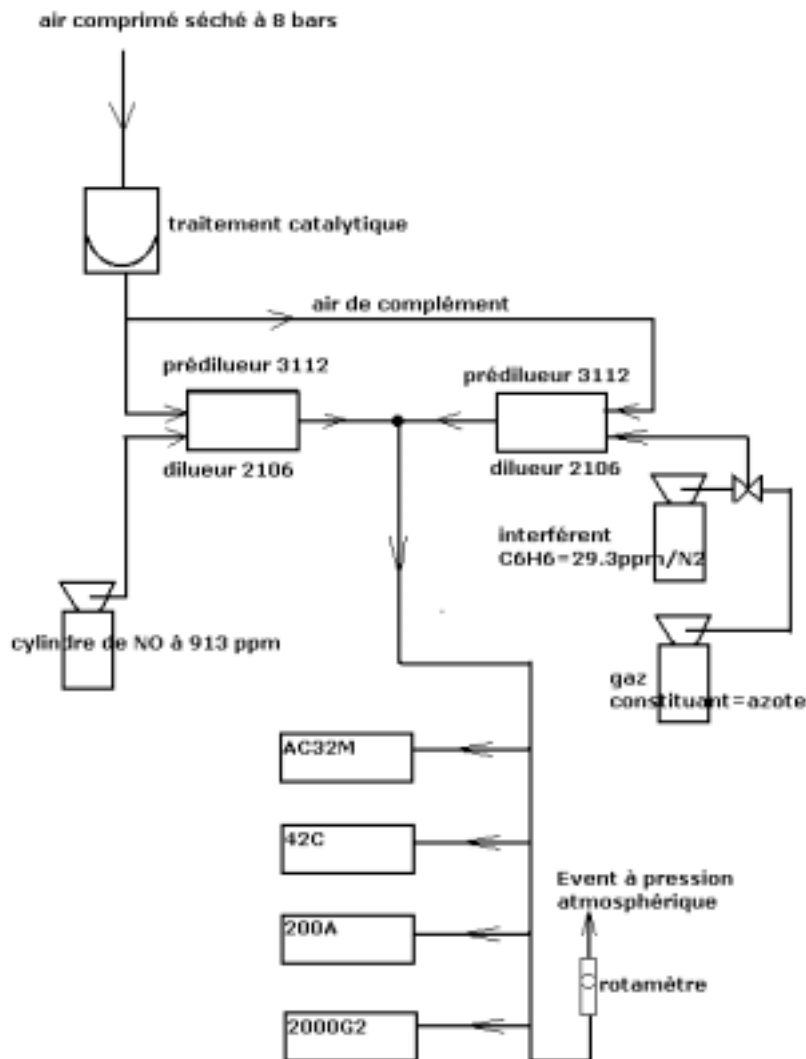 air comprimé séché à 8 bars
traitement catalytique
air de complément
prédilueur 3112
prédilueur 3112
dilueur 2106
dilueur 2106
interférent
C6H6=29.3ppm/N2
cylindre de NO à 913 ppm
gaz
constituant=azote
AC32M
42C
200A
2000G2
Event à pression
atmosphérique
rotamètre